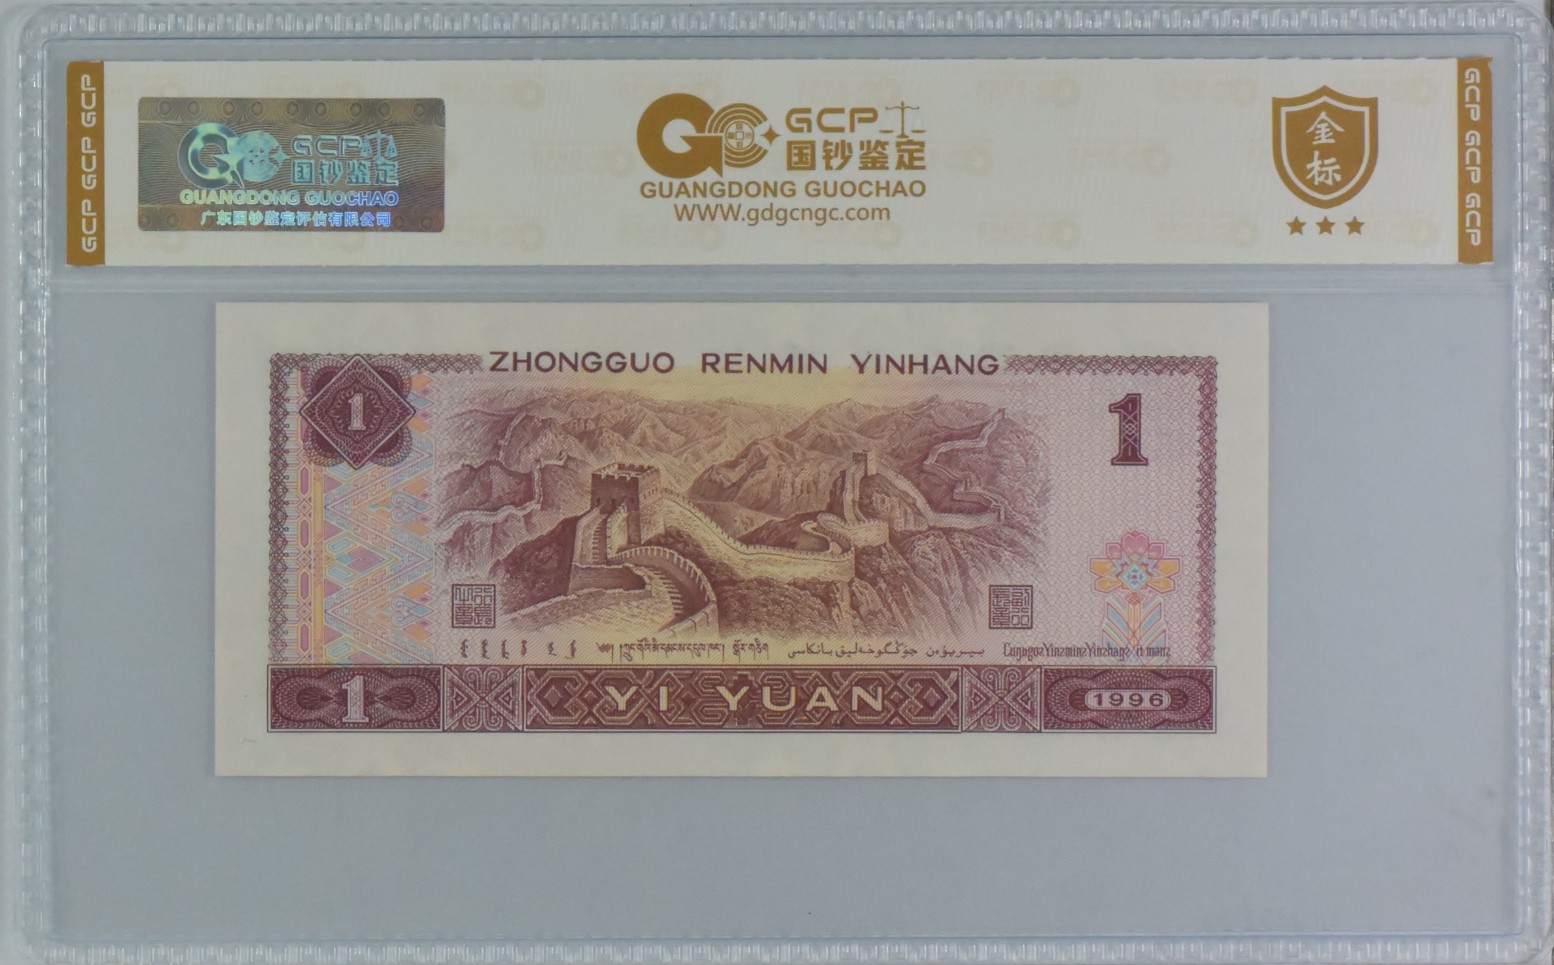 GCP GCP GCP
GCP 国钞鉴定
GUANGDONG GUOCHAO
广东国钞鉴定评估有限公司
GCP
国钞鉴定
GUANGDONG GUOCHAO
WWW.gdgcngc.com
金标
GCP GCP GCP
ZHONGGUO RENMIN YINHANG
1
1
1
YI YUAN
1996